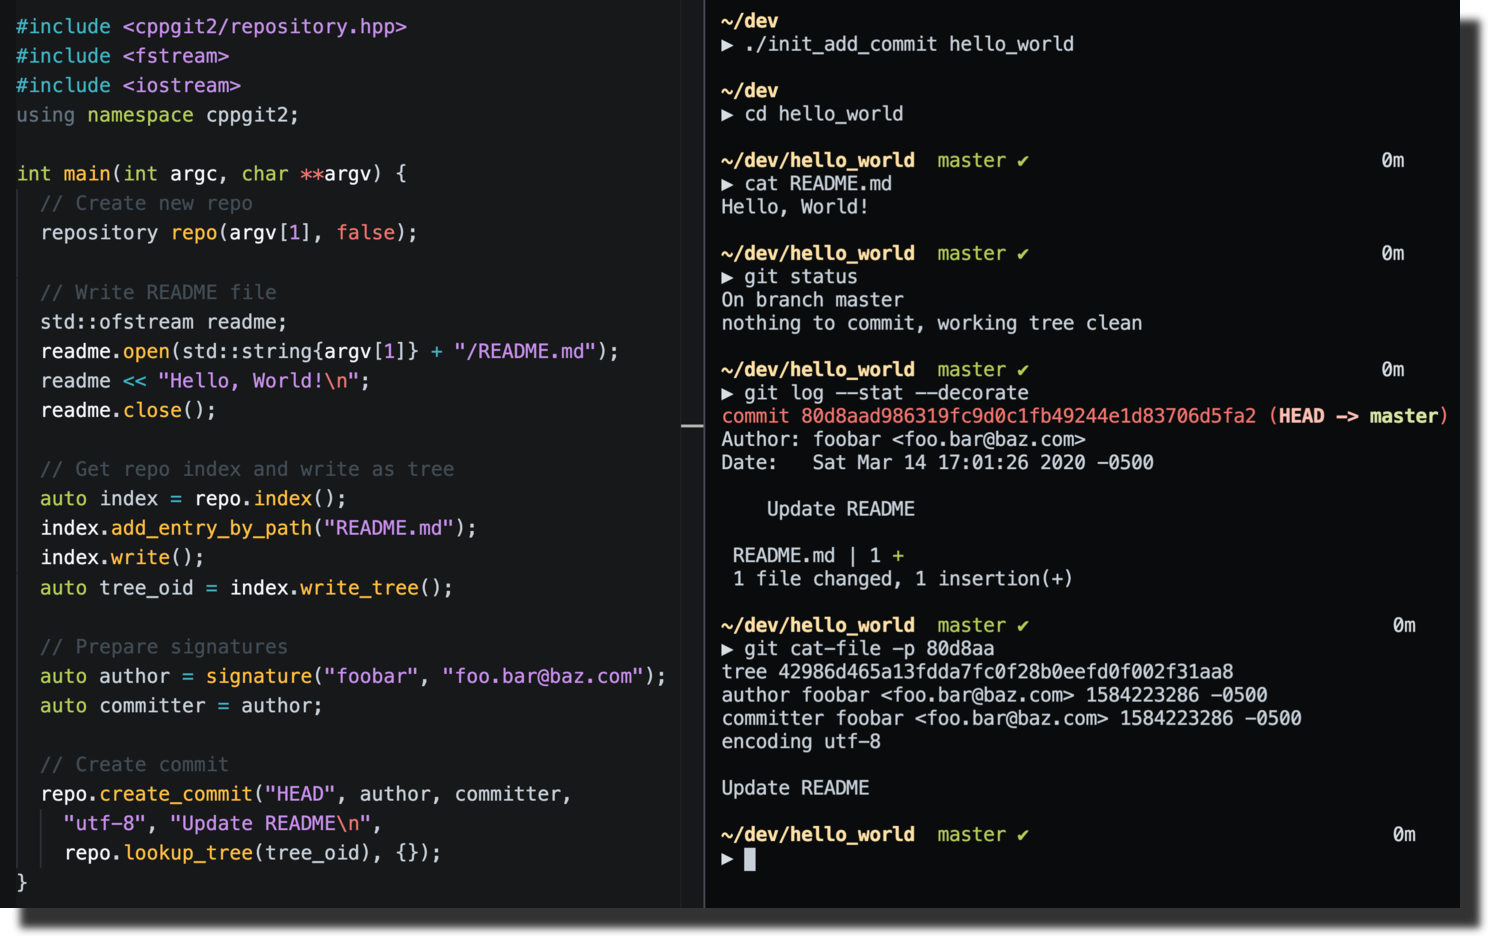 #include <cppgit2/repository.hpp>
#include <fstream>
#include <iostream>
using namespace cppgit2;

int main(int argc, char **argv) {
  // Create new repo
  repository repo(argv[1], false);

  // Write README file
  std::ofstream readme;
  readme.open(std::string{argv[1]} + "/README.md");
  readme << "Hello, World!\n";
  readme.close();

  // Get repo index and write as tree
  auto index = repo.index();
  index.add_entry_by_path("README.md");
  index.write();
  auto tree_oid = index.write_tree();

  // Prepare signatures
  auto author = signature("foobar", "foo.bar@baz.com");
  auto committer = author;

  // Create commit
  repo.create_commit("HEAD", author, committer,
    "utf-8", "Update README\n",
    repo.lookup_tree(tree_oid), {});
}

~/dev
▶ ./init_add_commit hello_world

~/dev
▶ cd hello_world

~/dev/hello_world  master ✔ 0m
▶ cat README.md
Hello, World!

~/dev/hello_world  master ✔ 0m
▶ git status
On branch master
nothing to commit, working tree clean

~/dev/hello_world  master ✔ 0m
▶ git log --stat --decorate
commit 80d8aad986319fc9d0c1fb49244e1d83706d5fa2 (HEAD -> master)
Author: foobar <foo.bar@baz.com>
Date:   Sat Mar 14 17:01:26 2020 -0500

    Update README

 README.md | 1 +
 1 file changed, 1 insertion(+)

~/dev/hello_world  master ✔ 0m
▶ git cat-file -p 80d8aa
tree 42986d465a13fdda7fc0f28b0eefd0f002f31aa8
author foobar <foo.bar@baz.com> 1584223286 -0500
committer foobar <foo.bar@baz.com> 1584223286 -0500
encoding utf-8

Update README

~/dev/hello_world  master ✔ 0m
▶